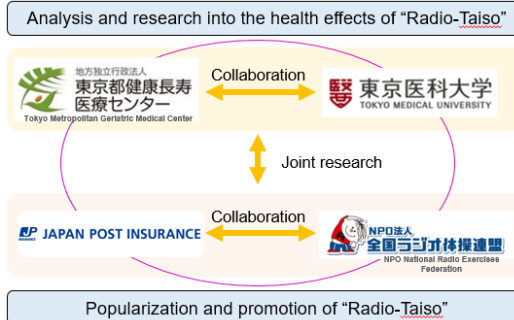 Analysis and research into the health effects of “Radio-Taiso”
地方独立行政法人
東京都健康長寿
医療センター
Tokyo Metropolitan Geriatric Medical Center
Collaboration
醫 東京医科大学
TOKYO MEDICAL UNIVERSITY
Joint research
JP INSURANCE JAPAN POST INSURANCE
Collaboration
NPO法人
全国ラジオ体操連盟
NPO National Radio Exercises
Federation
Popularization and promotion of “Radio-Taiso”